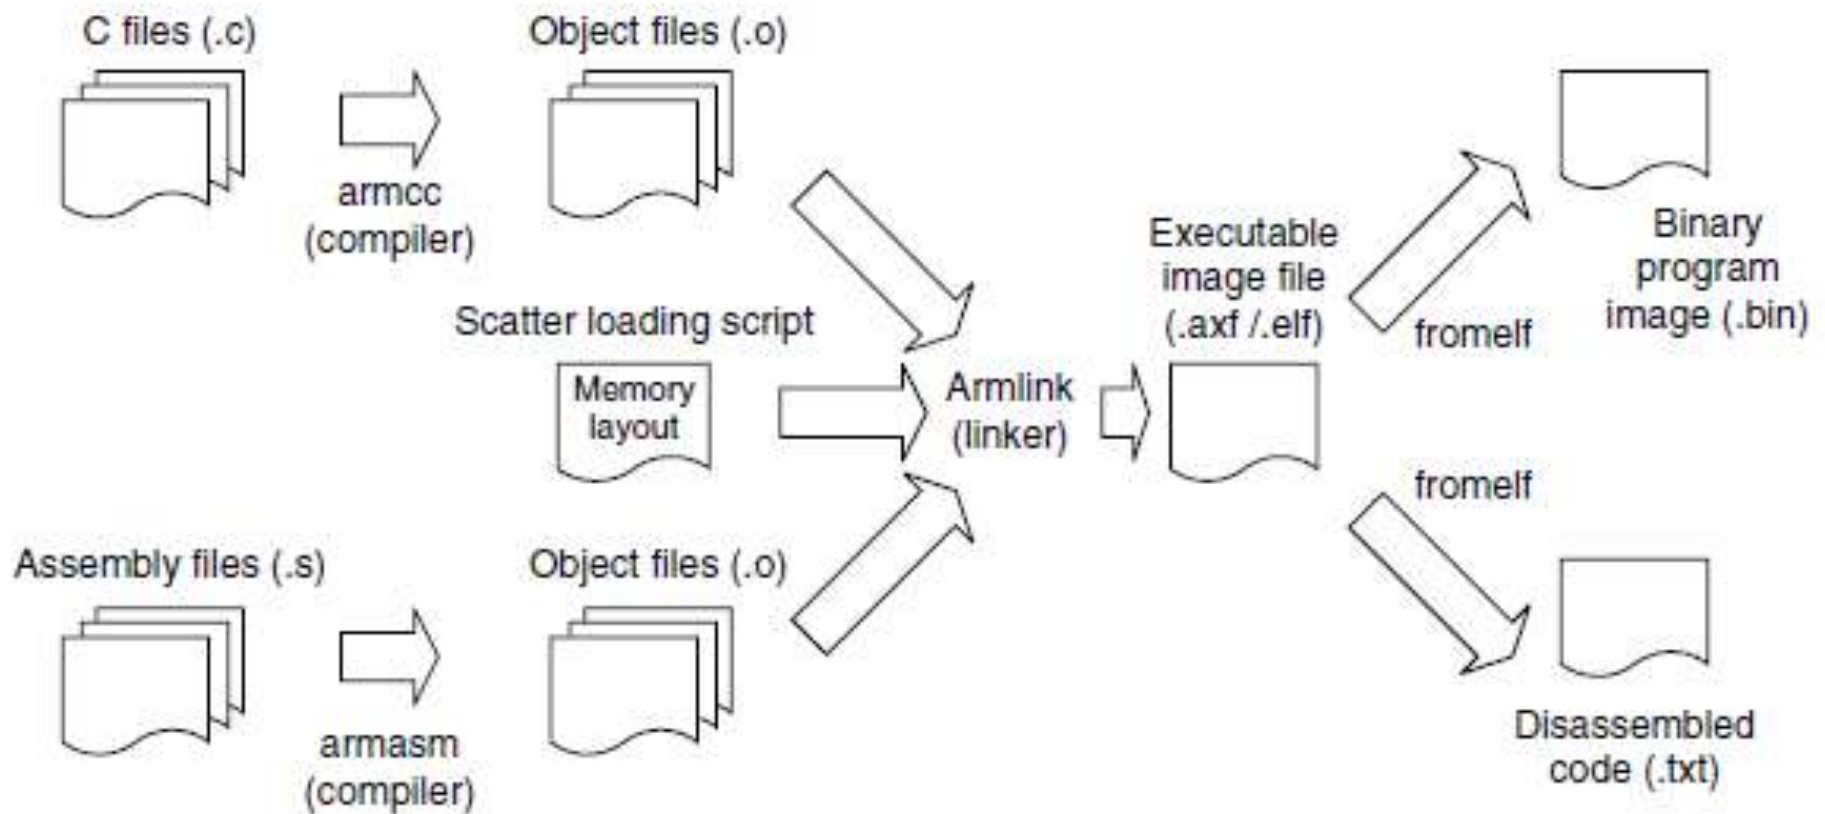 C files (.c)
Object files (.o)
armcc
(compiler)
Scatter loading script
Memory
layout
Assembly files (.s)
Object files (.o)
armasm
(compiler)
Armlink
(linker)
Executable
image file
(.axf /.elf)
fromelf
Binary
program
image (.bin)
fromelf
Disassembled
code (.txt)